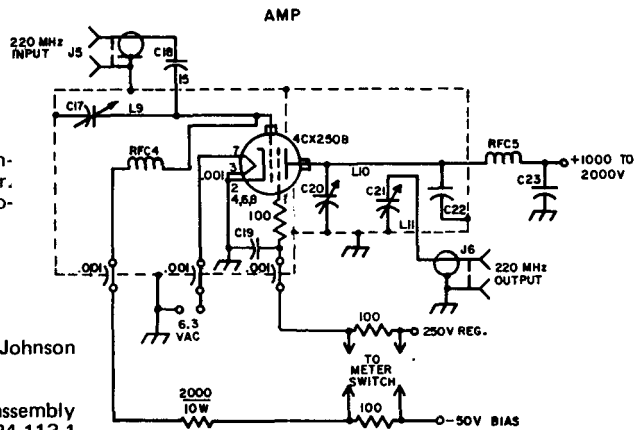 AMP
220 MHz
INPUT
J5
C18
15
C17
L9
4CX250B
RFC4
7
3
2
4,6,8
.001
100
C19
C20
C21
L10
L11
C22
RFC5
C23
+1000 TO
2000V
J6
220 MHz
OUTPUT
.001
.001
.001
6.3
VAC
100
250V REG.
TO
METER
SWITCH
2000
10W
100
-50V BIAS
n-
r.
o-
Johnson
assembly